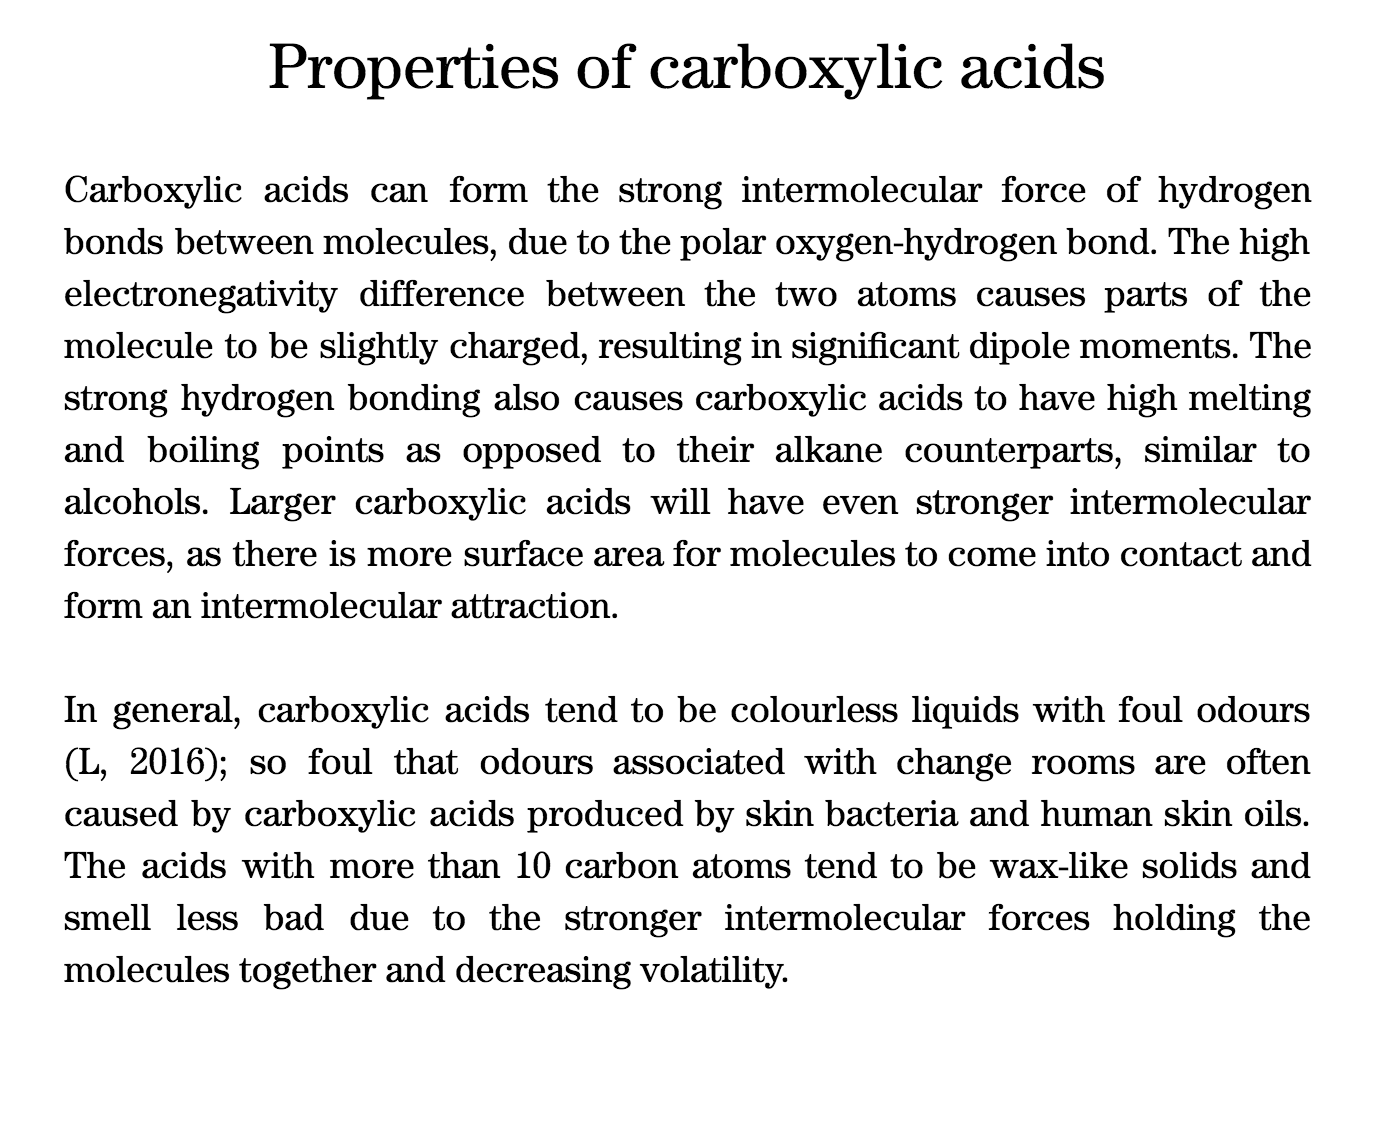 Properties of carboxylic acids
Carboxylic acids can form the strong intermolecular force of hydrogen
bonds between molecules, due to the polar oxygen-hydrogen bond. The high
electronegativity difference between the two atoms causes parts of the
molecule to be slightly charged, resulting in significant dipole moments. The
strong hydrogen bonding also causes carboxylic acids to have high melting
and boiling points as opposed to their alkane counterparts, similar to
alcohols. Larger carboxylic acids will have even stronger intermolecular
forces, as there is more surface area for molecules to come into contact and
form an intermolecular attraction.
In general, carboxylic acids tend to be colourless liquids with foul odours
(L, 2016); so foul that odours associated with change rooms are often
caused by carboxylic acids produced by skin bacteria and human skin oils.
The acids with more than 10 carbon atoms tend to be wax-like solids and
smell less bad due to the stronger intermolecular forces holding the
molecules together and decreasing volatility.